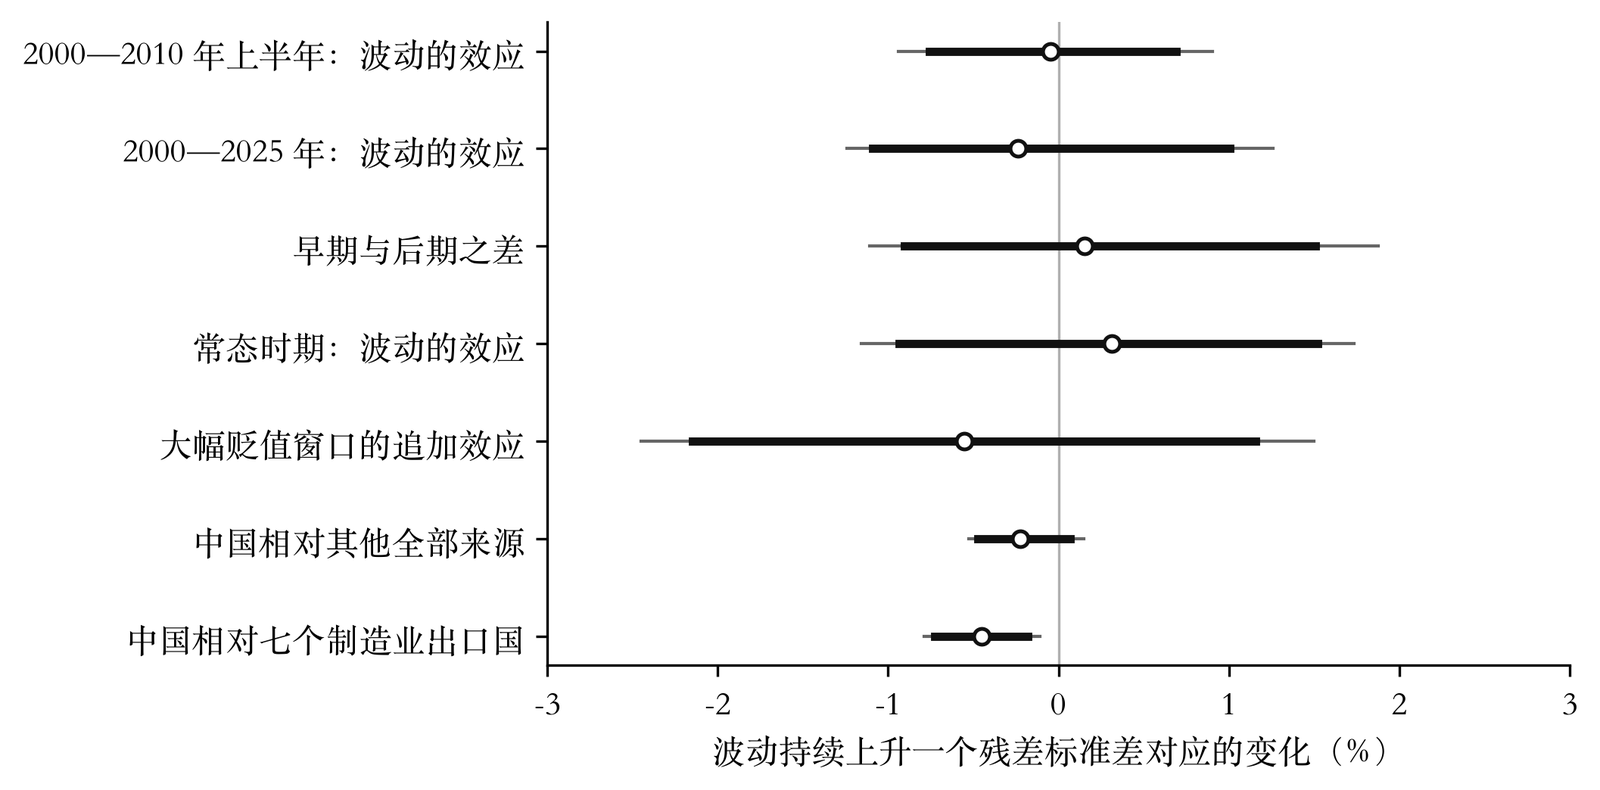 2000—2010 年上半年：波动的效应
2000—2025 年：波动的效应
早期与后期之差
常态时期：波动的效应
大幅贬值窗口的追加效应
中国相对其他全部来源
中国相对七个制造业出口国
-3 -2 -1 0 1 2 3
波动持续上升一个残差标准差对应的变化（%）